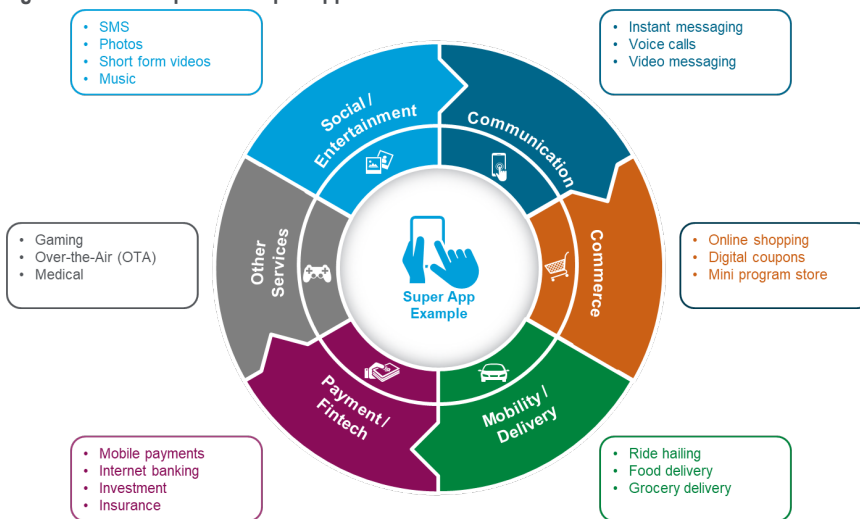 SMS
Photos
Short form videos
Music
Instant messaging
Voice calls
Video messaging
Social /
Entertainment
Communication
Gaming
Over-the-Air (OTA)
Medical
Other
Services
Super App
Example
Commerce
Online shopping
Digital coupons
Mini program store
Payment /
Fintech
Mobility /
Delivery
Mobile payments
Internet banking
Investment
Insurance
Ride hailing
Food delivery
Grocery delivery